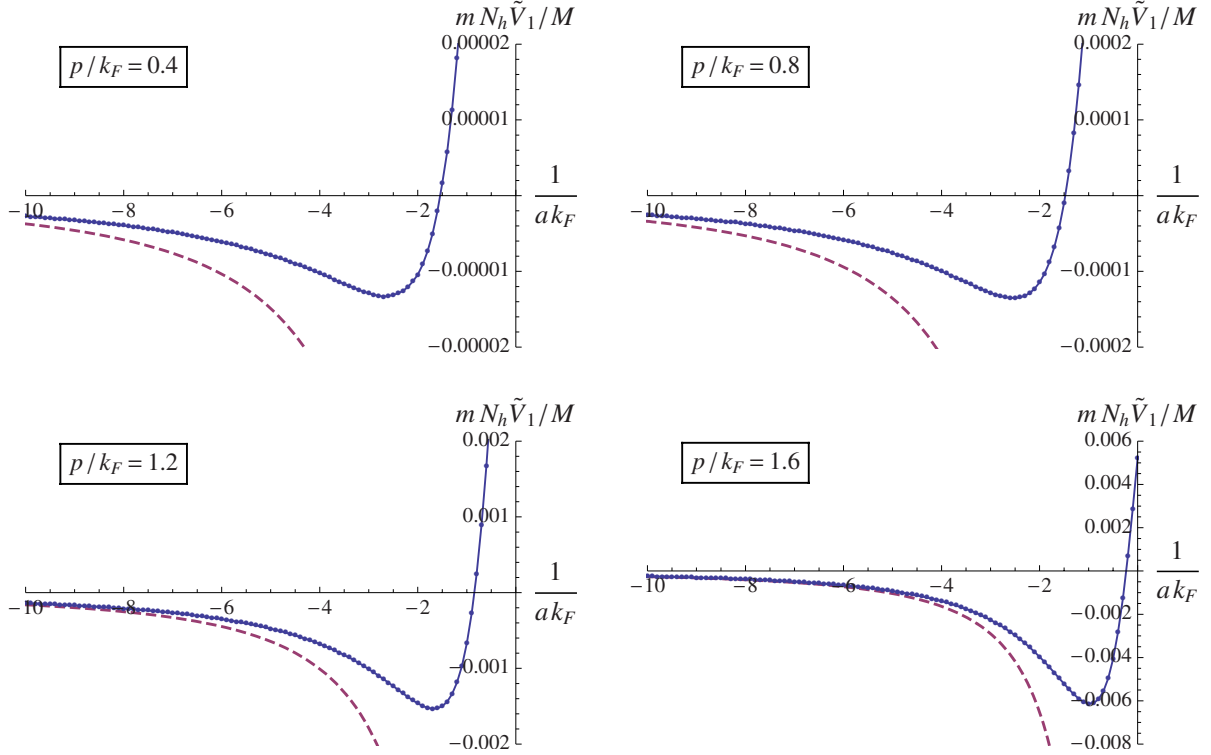 m N_h Ṽ_1/M
0.00002
p/k_F = 0.4
0.00001
−10 −8 −6 −4 −2
1
a k_F
−0.00001
−0.00002
m N_h Ṽ_1/M
0.0002
p/k_F = 0.8
0.0001
−10 −8 −6 −4 −2
1
a k_F
−0.0001
−0.0002
m N_h Ṽ_1/M
0.002
p/k_F = 1.2
0.001
−10 −8 −6 −4 −2
1
a k_F
−0.001
−0.002
m N_h Ṽ_1/M
0.006
p/k_F = 1.6
0.004
0.002
−10 −8 −6 −4 −2
1
a k_F
−0.002
−0.004
−0.006
−0.008